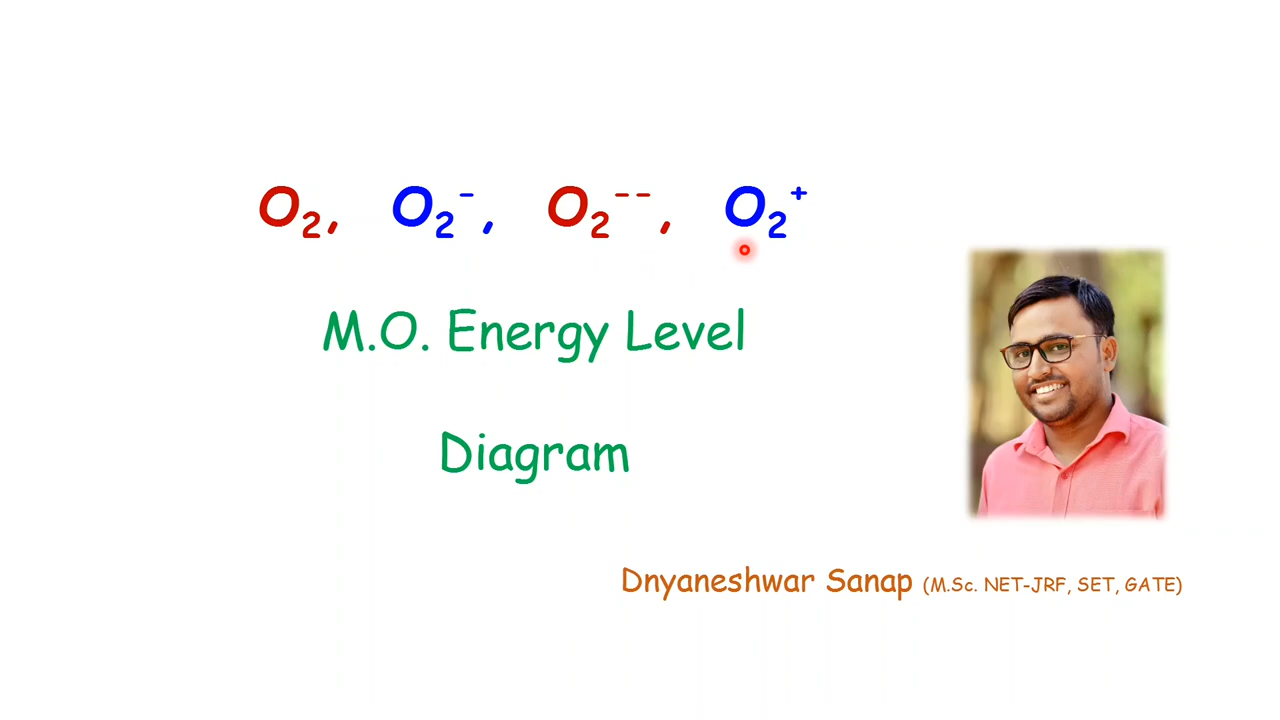 O₂, O₂⁻, O₂⁻⁻, O₂⁺
M.O. Energy Level
Diagram
Dnyaneshwar Sanap (M.Sc. NET-JRF, SET, GATE)